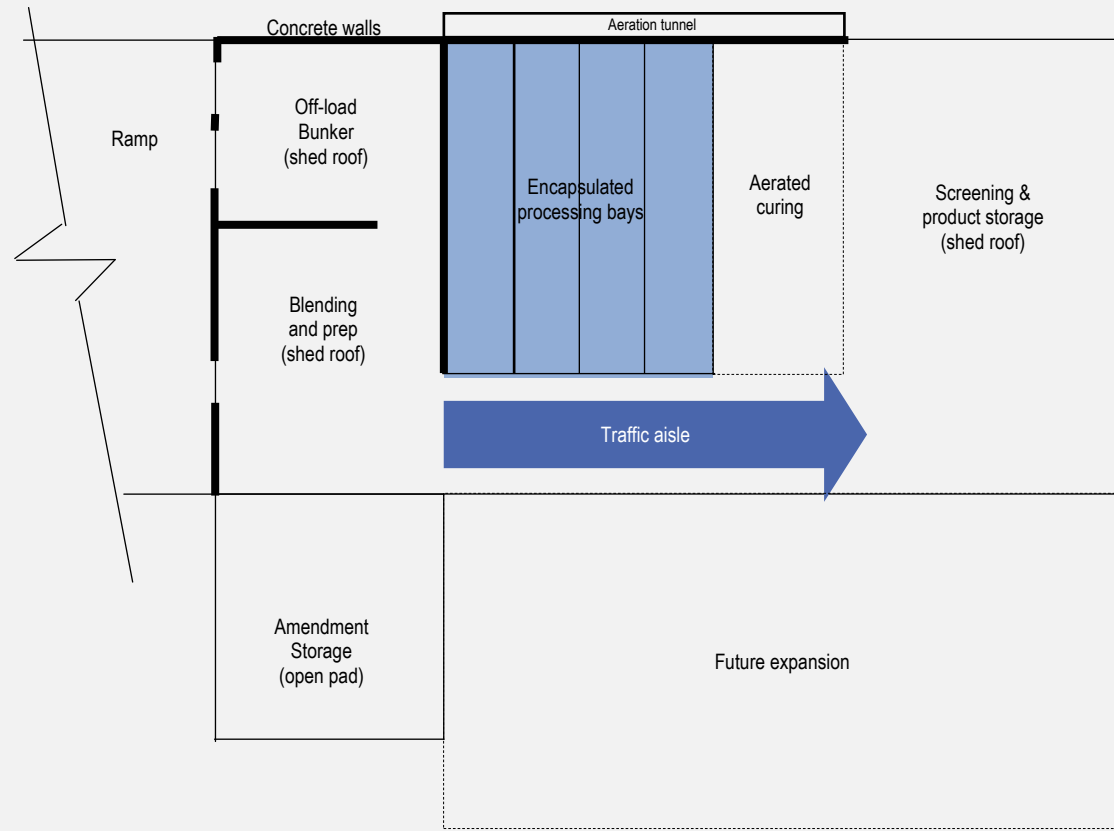 Concrete walls
Aeration tunnel
Ramp
Off-load
Bunker
(shed roof)
Encapsulated
processing bays
Aerated
curing
Screening &
product storage
(shed roof)
Blending
and prep
(shed roof)
Traffic aisle
Amendment
Storage
(open pad)
Future expansion